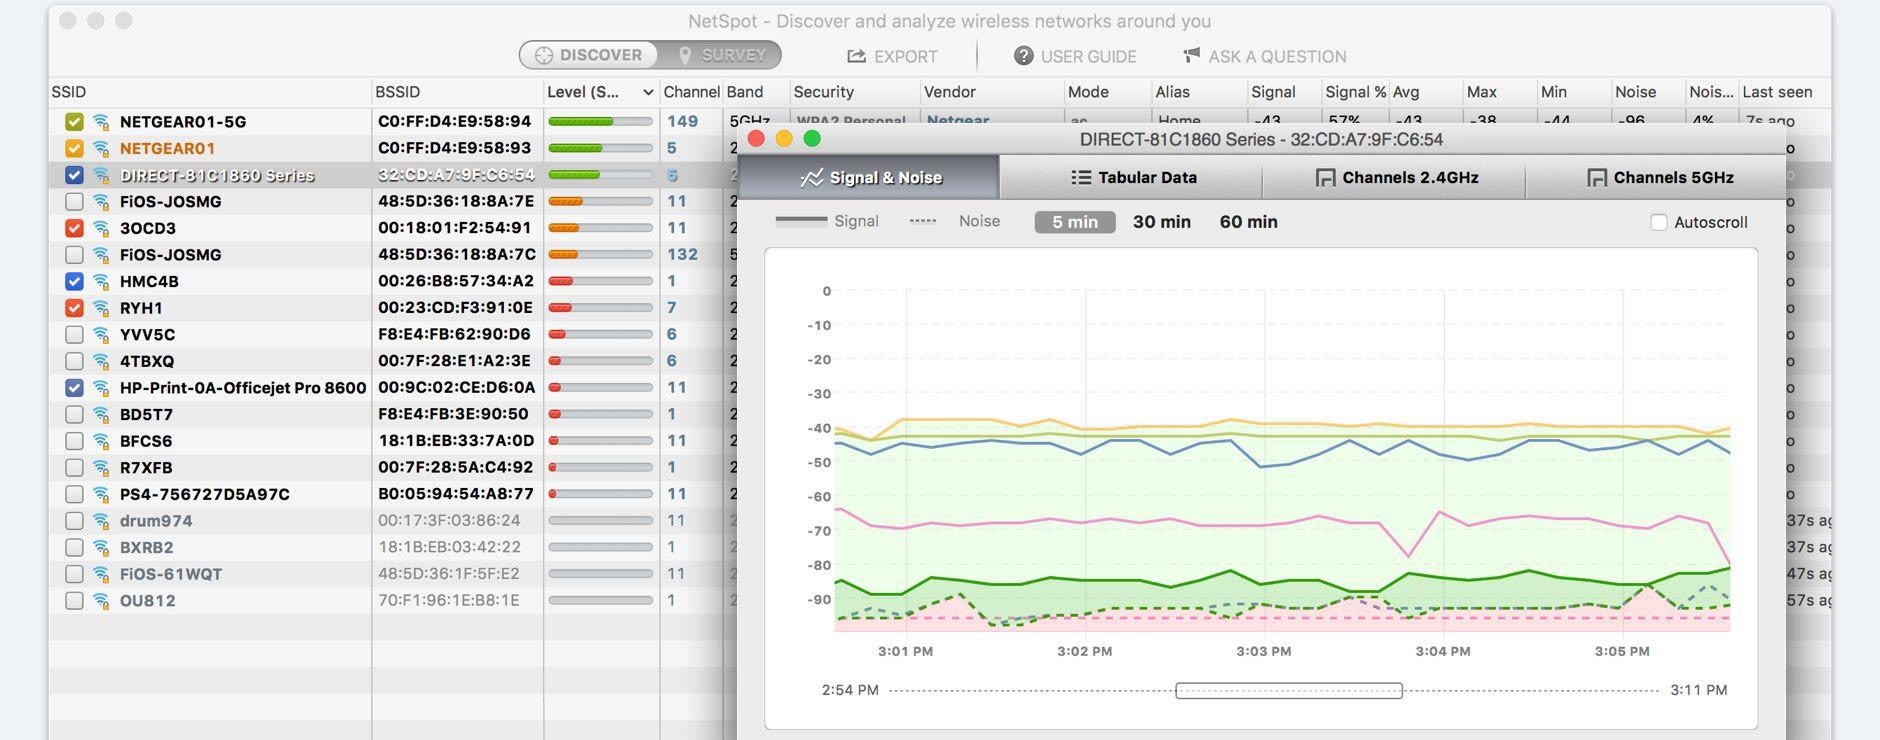 NetSpot - Discover and analyze wireless networks around you
DISCOVER SURVEY EXPORT USER GUIDE ASK A QUESTION
SSID BSSID Level (S... Channel Band Security Vendor Mode Alias Signal Signal % Avg Max Min Noise Nois... Last seen
NETGEAR01-5G C0:FF:D4:E9:58:94 149 5GHz WPA2 Personal Netgear ac Home -43 57% -43 -38 -44 -96 4% 7s ago
NETGEAR01 C0:FF:D4:E9:58:93 5 2
DIRECT-81C1860 Series 32:CD:A7:9F:C6:54 5 2
FiOS-JOSMG 48:5D:36:18:8A:7E 11 2
3OCD3 00:18:01:F2:54:91 11 2
FiOS-JOSMG 48:5D:36:18:8A:7C 132 5
HMC4B 00:26:B8:57:34:A2 1 2
RYH1 00:23:CD:F3:91:0E 7 2
YVV5C F8:E4:FB:62:90:D6 6 2
4TBXQ 00:7F:28:E1:A2:3E 6 2
HP-Print-0A-Officejet Pro 8600 00:9C:02:CE:D6:0A 11 2
BD5T7 F8:E4:FB:3E:90:50 1 2
BFCS6 18:1B:EB:33:7A:0D 11 2
R7XFB 00:7F:28:5A:C4:92 1 2
PS4-756727D5A97C B0:05:94:54:A8:77 11 2
drum974 00:17:3F:03:86:24 11 2 37s ag
BXRB2 18:1B:EB:03:42:22 1 2 37s ag
FiOS-61WQT 48:5D:36:1F:5F:E2 11 2 47s ag
OU812 70:F1:96:1E:B8:1E 1 2 57s ag
DIRECT-81C1860 Series - 32:CD:A7:9F:C6:54
Signal & Noise Tabular Data Channels 2.4GHz Channels 5GHz
Signal Noise 5 min 30 min 60 min Autoscroll
0
-10
-20
-30
-40
-50
-60
-70
-80
-90
3:01 PM 3:02 PM 3:03 PM 3:04 PM 3:05 PM
2:54 PM 3:11 PM